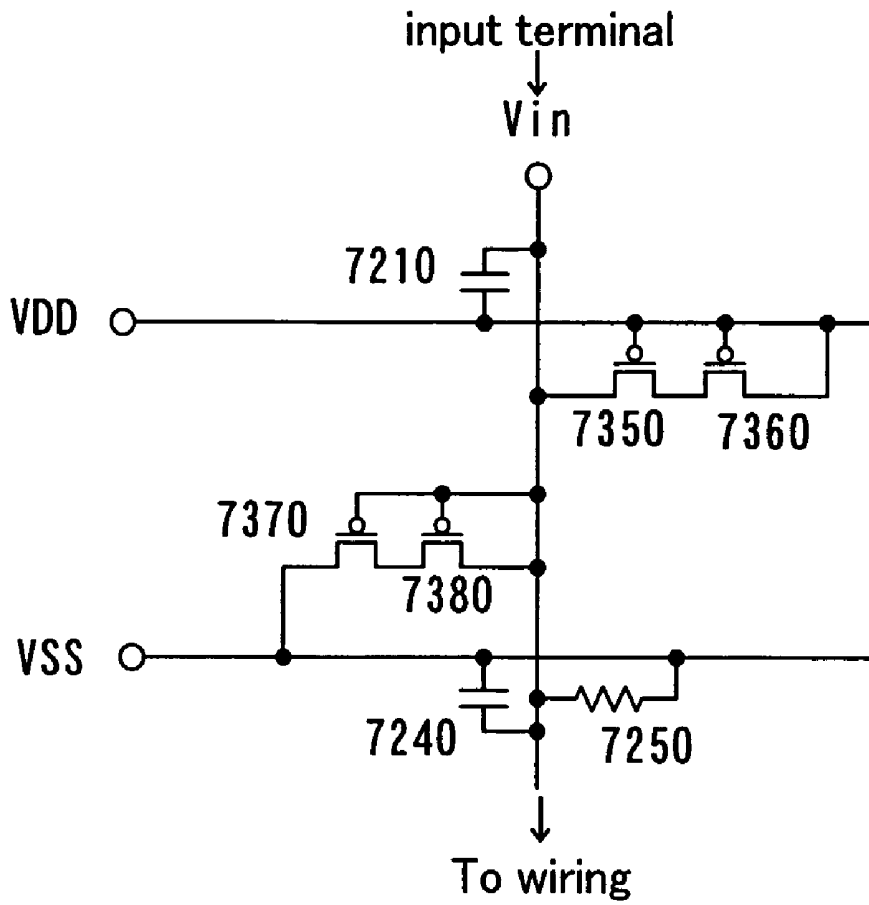 input terminal
Vin
7210
VDD
7350
7360
7370
7380
VSS
7240
7250
To wiring